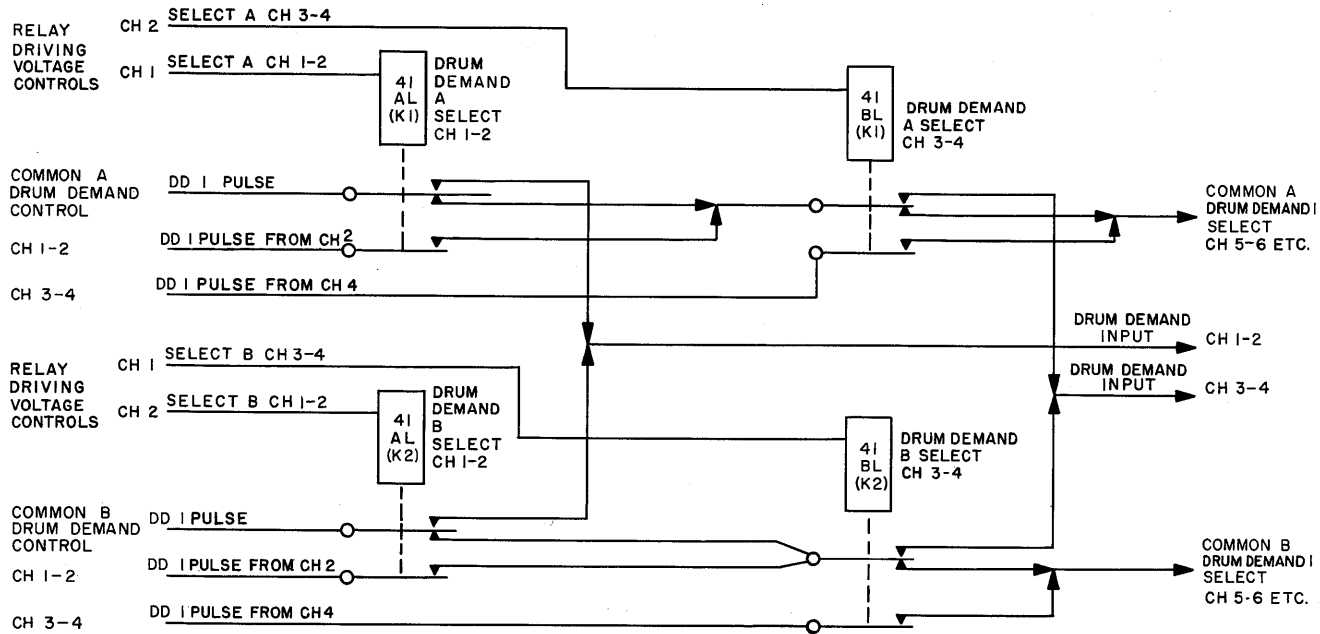 RELAY
DRIVING
VOLTAGE
CONTROLS
CH 2
SELECT A CH 3-4
CH 1
SELECT A CH 1-2
41
AL
(K1)
DRUM
DEMAND
A
SELECT
CH 1-2
41
BL
(K1)
DRUM DEMAND
A SELECT
CH 3-4
COMMON A
DRUM DEMAND
CONTROL
DD 1 PULSE
CH 1-2
DD 1 PULSE FROM CH 2
CH 3-4
DD 1 PULSE FROM CH 4
COMMON A
DRUM DEMAND 1
SELECT
CH 5-6 ETC.
DRUM DEMAND
INPUT
CH 1-2
DRUM DEMAND
INPUT
CH 3-4
RELAY
DRIVING
VOLTAGE
CONTROLS
CH 1
SELECT B CH 3-4
CH 2
SELECT B CH 1-2
41
AL
(K2)
DRUM
DEMAND
B
SELECT
CH 1-2
41
BL
(K2)
DRUM DEMAND
B SELECT
CH 3-4
COMMON B
DRUM DEMAND
CONTROL
DD 1 PULSE
CH 1-2
DD 1 PULSE FROM CH 2
CH 3-4
DD 1 PULSE FROM CH4
COMMON B
DRUM DEMAND 1
SELECT
CH 5-6 ETC.